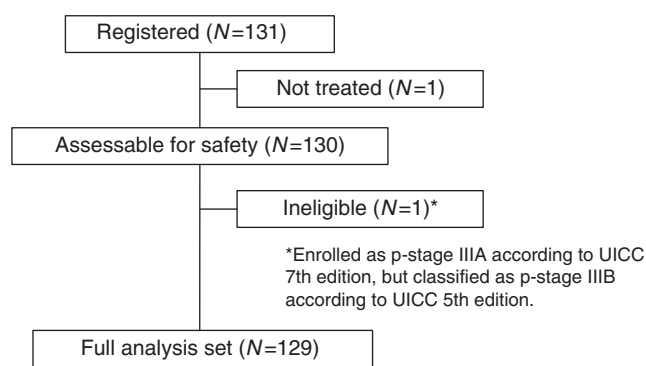 Registered (N=131)
Not treated (N=1)
Assessable for safety (N=130)
Ineligible (N=1)*
*Enrolled as p-stage IIIA according to UICC
7th edition, but classified as p-stage IIIB
according to UICC 5th edition.
Full analysis set (N=129)